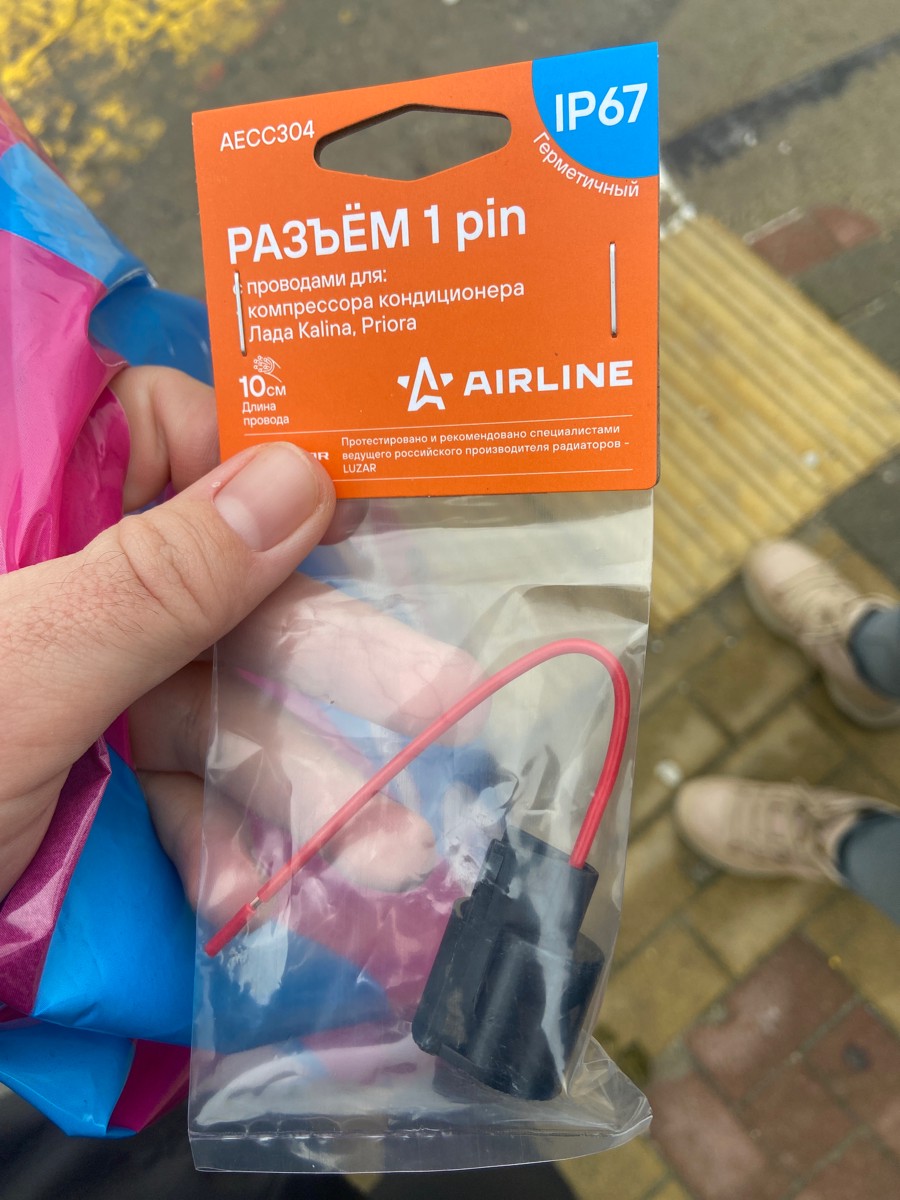 AECC304
IP67
Герметичный
РАЗЪЁМ 1 pin
с проводами для:
компрессора кондиционера
Лада Kalina, Priora
10см
Длина
провода
AIRLINE
Протестировано и рекомендовано специалистами
ведущего российского производителя радиаторов -
LUZAR